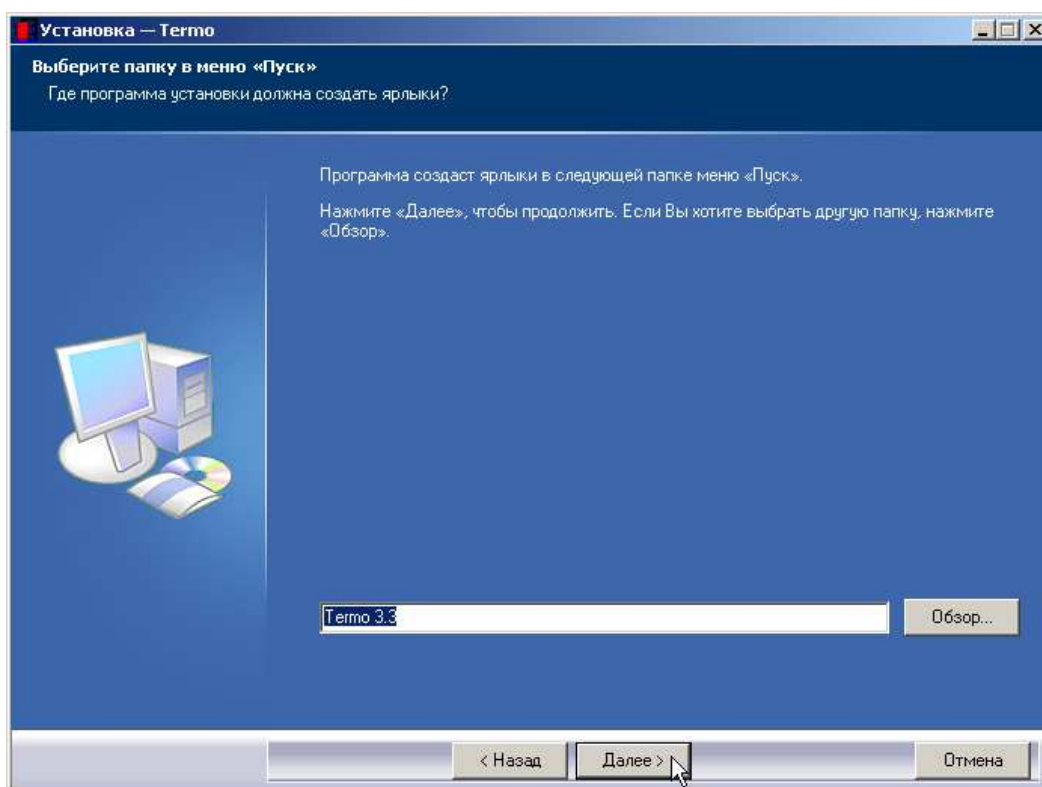 Установка — Termo
Выберите папку в меню «Пуск»
Где программа установки должна создать ярлыки?
Программа создаст ярлыки в следующей папке меню «Пуск».
Нажмите «Далее», чтобы продолжить. Если Вы хотите выбрать другую папку, нажмите
«Обзор».
Termo 3.3
Обзор...
< Назад
Далее >
Отмена